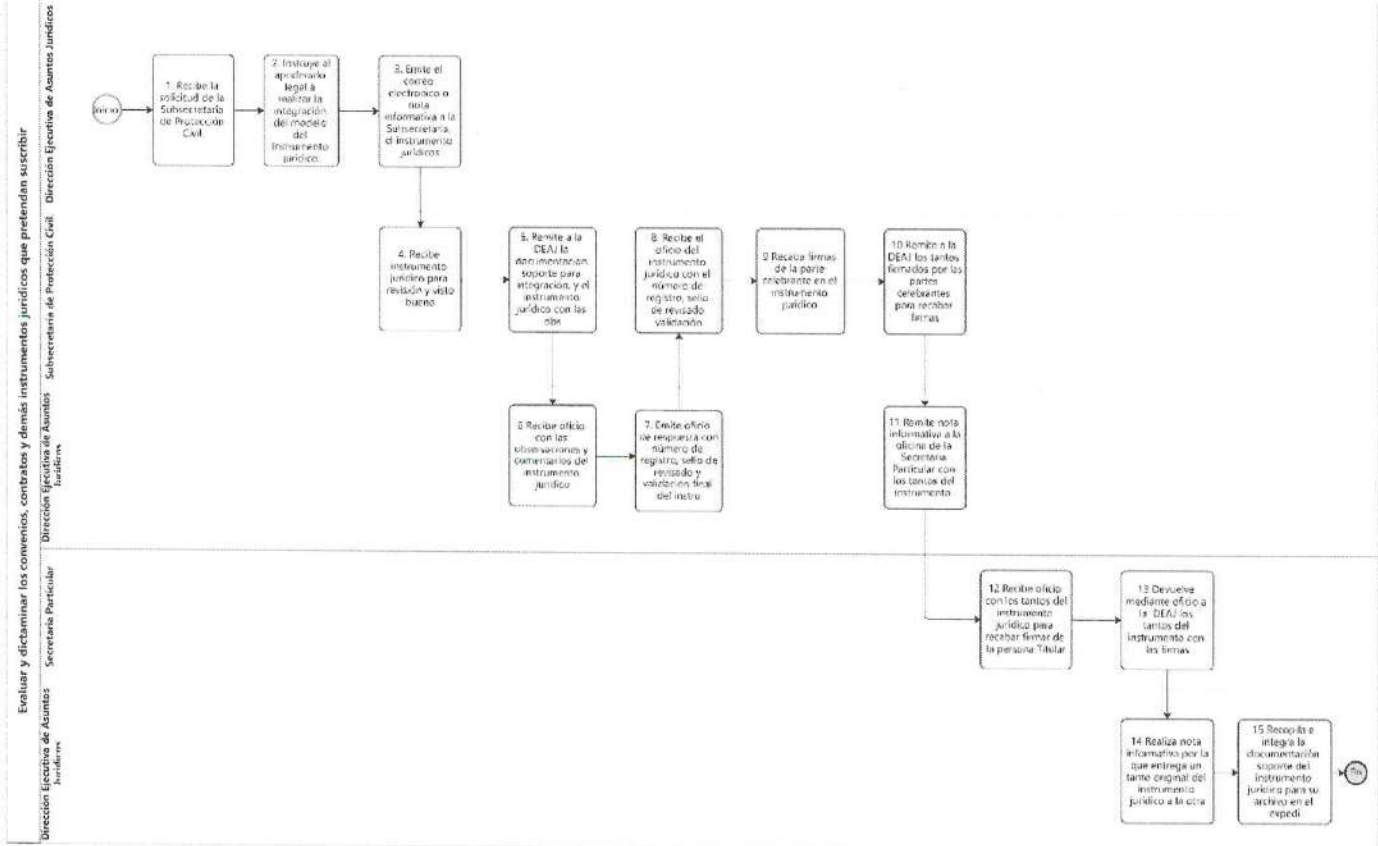 Evaluar y dictaminar los convenios, contratos y demás instrumentos jurídicos que pretendan suscribir
Dirección Ejecutiva de Asuntos Jurídicos
Inicio
1. Recibe la
solicitud de la
Subsecretaría
de Protección
Civil
2. Instruye al
apoderado
legal a
realizar la
integración
del modelo
del
instrumento
jurídico
3. Emite el
correo
electrónico o
nota
informativa a la
Subsecretaría,
el instrumento
jurídicos
Subsecretaría de Protección Civil
4. Recibe
instrumento
jurídico para
revisión y visto
bueno
5. Remite a la
DEAJ la
documentación
soporte para
integración, y el
instrumento
jurídico con las
obs
8. Recibe el
oficio del
instrumento
jurídico con el
número de
registro, sello
de revisado
validación
9 Recaba firmas
de la parte
celebrante en el
instrumento
jurídico
10 Remite a la
DEAJ los tantos
firmados por las
partes
celebrantes
para recabar
firmas
Dirección Ejecutiva de Asuntos
Jurídicos
6 Recibe oficio
con las
observaciones y
comentarios del
instrumento
jurídico
7. Emite oficio
de respuesta con
número de
registro, sello de
revisado y
validación final
del instru
11 Remite nota
informativa a la
oficina de la
Secretaría
Particular con
los tantos del
instrumento
Secretaría Particular
12 Recibe oficio
con los tantos del
instrumento
jurídico para
recabar firmar de
la persona Titular
13 Devuelve
mediante oficio a
la DEAJ los
tantos del
instrumento con
las firmas
Dirección Ejecutiva de Asuntos
Jurídicos
14 Realiza nota
informativa por la
que entrega un
tanto original del
instrumento
jurídico a la otra
15 Recopila e
integra la
documentación
soporte del
instrumento
jurídico para su
archivo en el
expedi
Fin